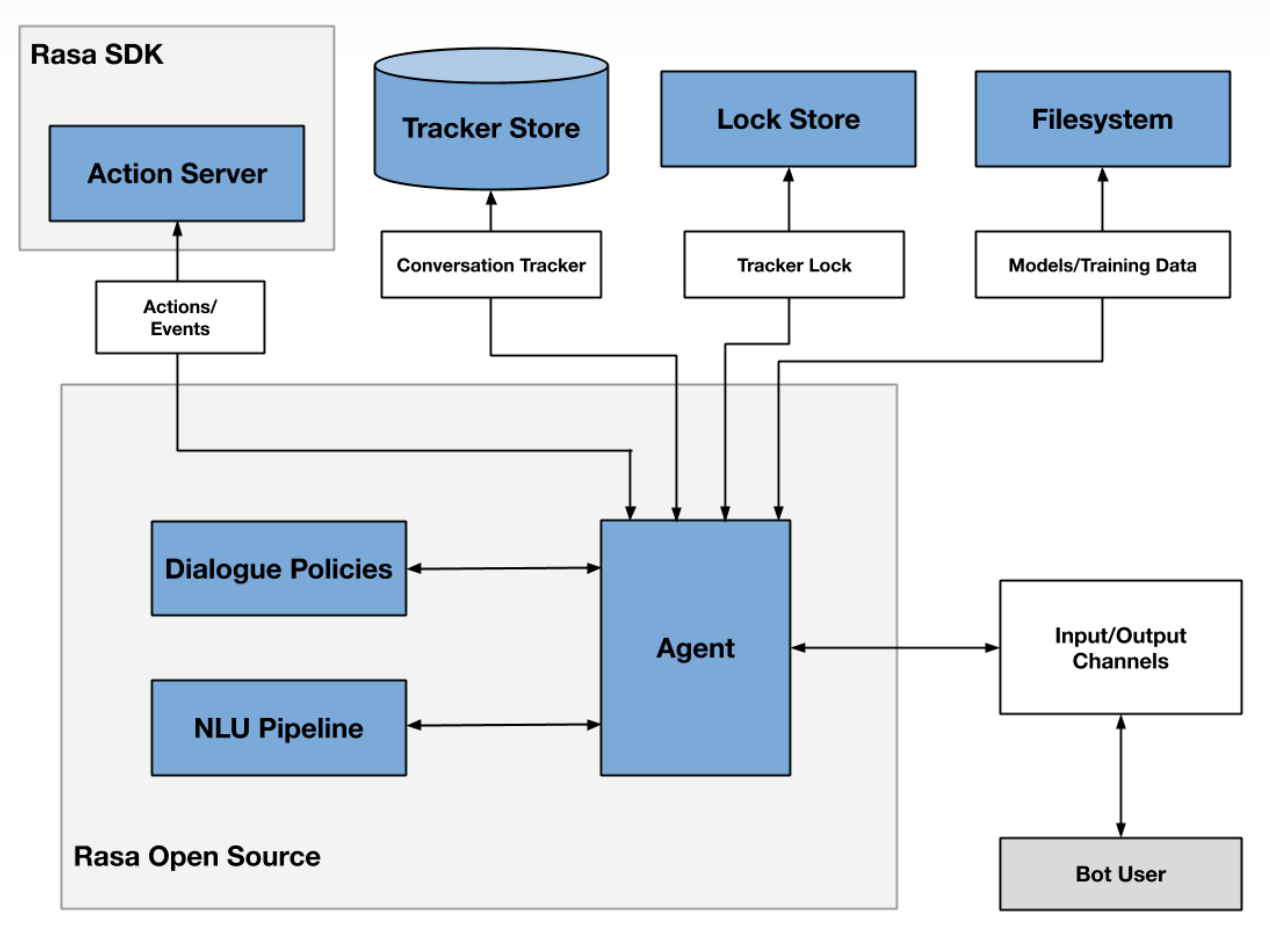 Rasa SDK
Action Server
Tracker Store
Lock Store
Filesystem
Actions/
Events
Conversation Tracker
Tracker Lock
Models/Training Data
Dialogue Policies
NLU Pipeline
Agent
Rasa Open Source
Input/Output
Channels
Bot User